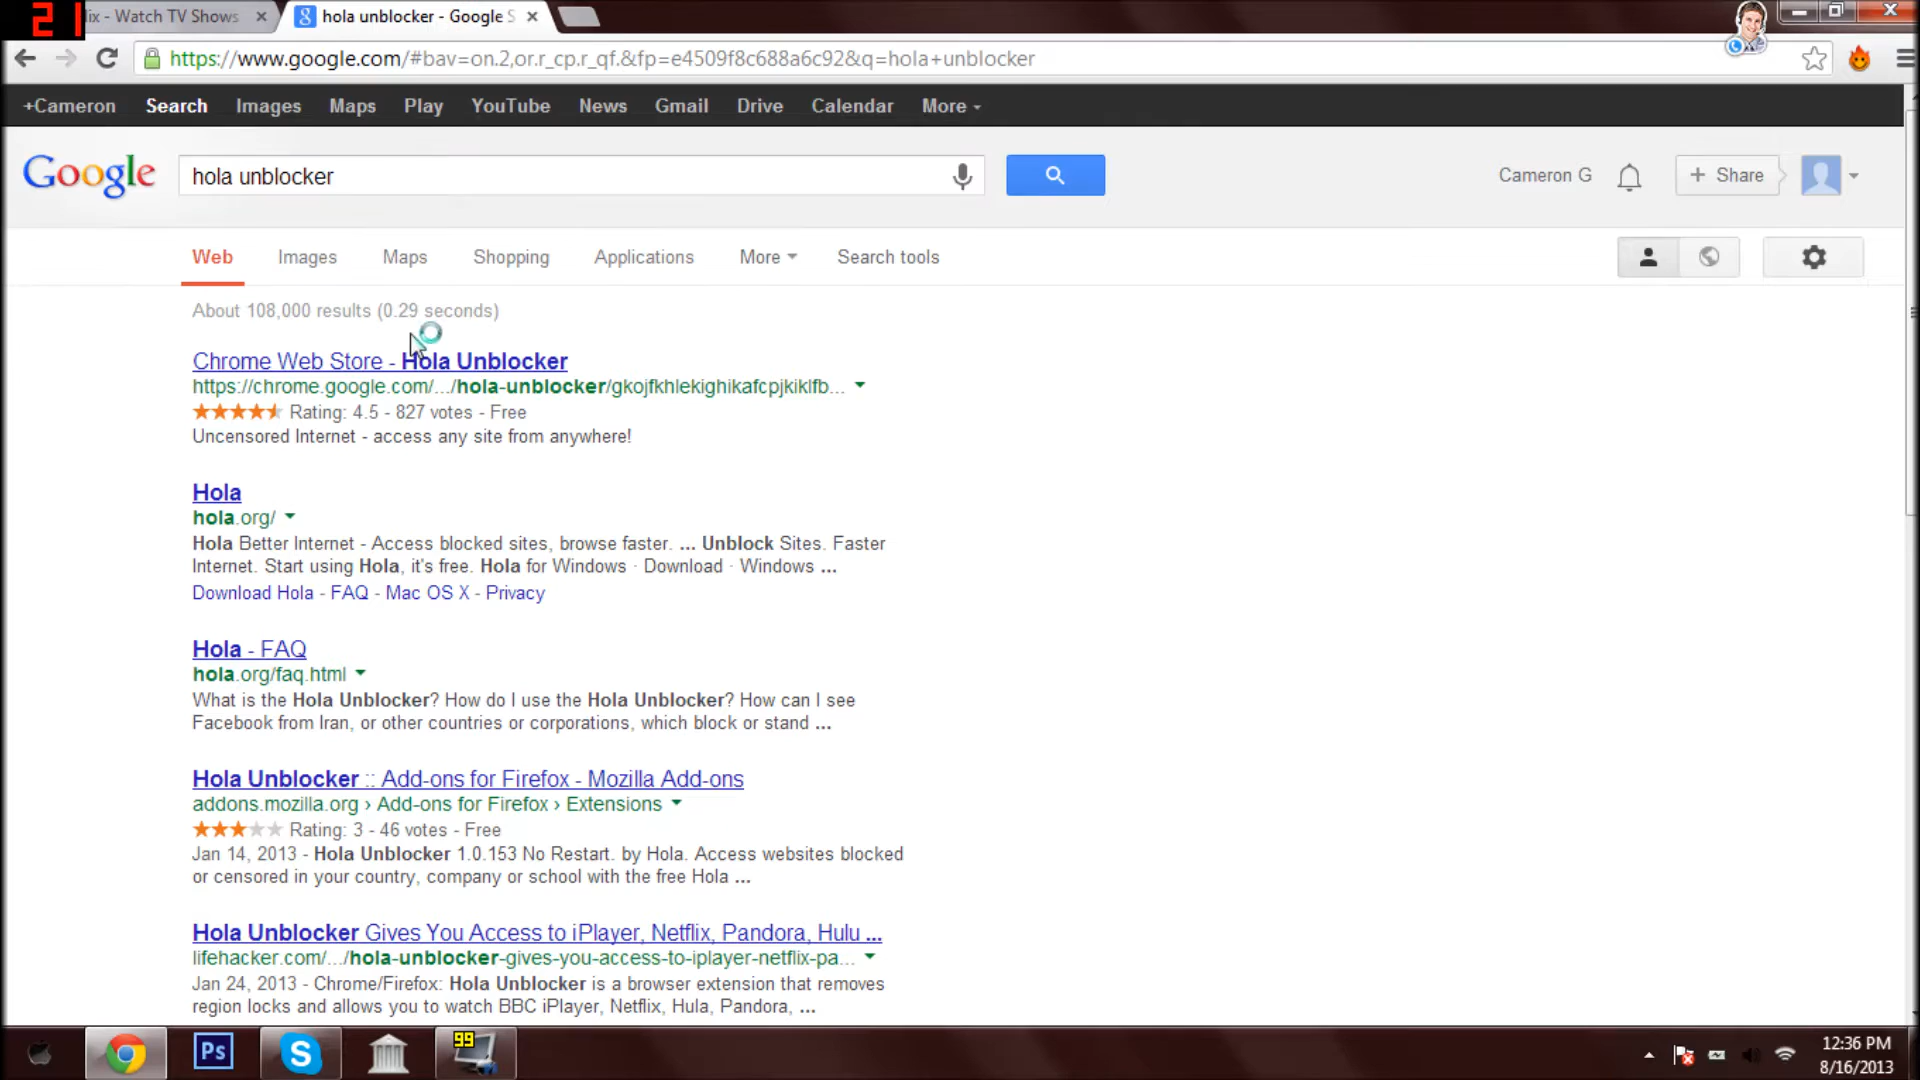 21
lix - Watch TV Shows
hola unblocker - Google S
https://www.google.com/#bav=on.2,or.r_cp.r_qf.&fp=e4509f8c688a6c92&q=hola+unblocker
+Cameron Search Images Maps Play YouTube News Gmail Drive Calendar More
Google
hola unblocker
Cameron G
+ Share
Web Images Maps Shopping Applications More Search tools
About 108,000 results (0.29 seconds)
Chrome Web Store - Hola Unblocker
https://chrome.google.com/.../hola-unblocker/gkojfkhlekighikafcpjkiklfb...
Rating: 4.5 - 827 votes - Free
Uncensored Internet - access any site from anywhere!
Hola
hola.org/
Hola Better Internet - Access blocked sites, browse faster. ... Unblock Sites. Faster
Internet. Start using Hola, it's free. Hola for Windows · Download · Windows ...
Download Hola - FAQ - Mac OS X - Privacy
Hola - FAQ
hola.org/faq.html
What is the Hola Unblocker? How do I use the Hola Unblocker? How can I see
Facebook from Iran, or other countries or corporations, which block or stand ...
Hola Unblocker :: Add-ons for Firefox - Mozilla Add-ons
addons.mozilla.org › Add-ons for Firefox › Extensions
Rating: 3 - 46 votes - Free
Jan 14, 2013 - Hola Unblocker 1.0.153 No Restart. by Hola. Access websites blocked
or censored in your country, company or school with the free Hola ...
Hola Unblocker Gives You Access to iPlayer, Netflix, Pandora, Hulu ...
lifehacker.com/.../hola-unblocker-gives-you-access-to-iplayer-netflix-pa...
Jan 24, 2013 - Chrome/Firefox: Hola Unblocker is a browser extension that removes
region locks and allows you to watch BBC iPlayer, Netflix, Hula, Pandora, ...
Ps
99
12:36 PM
8/16/2013